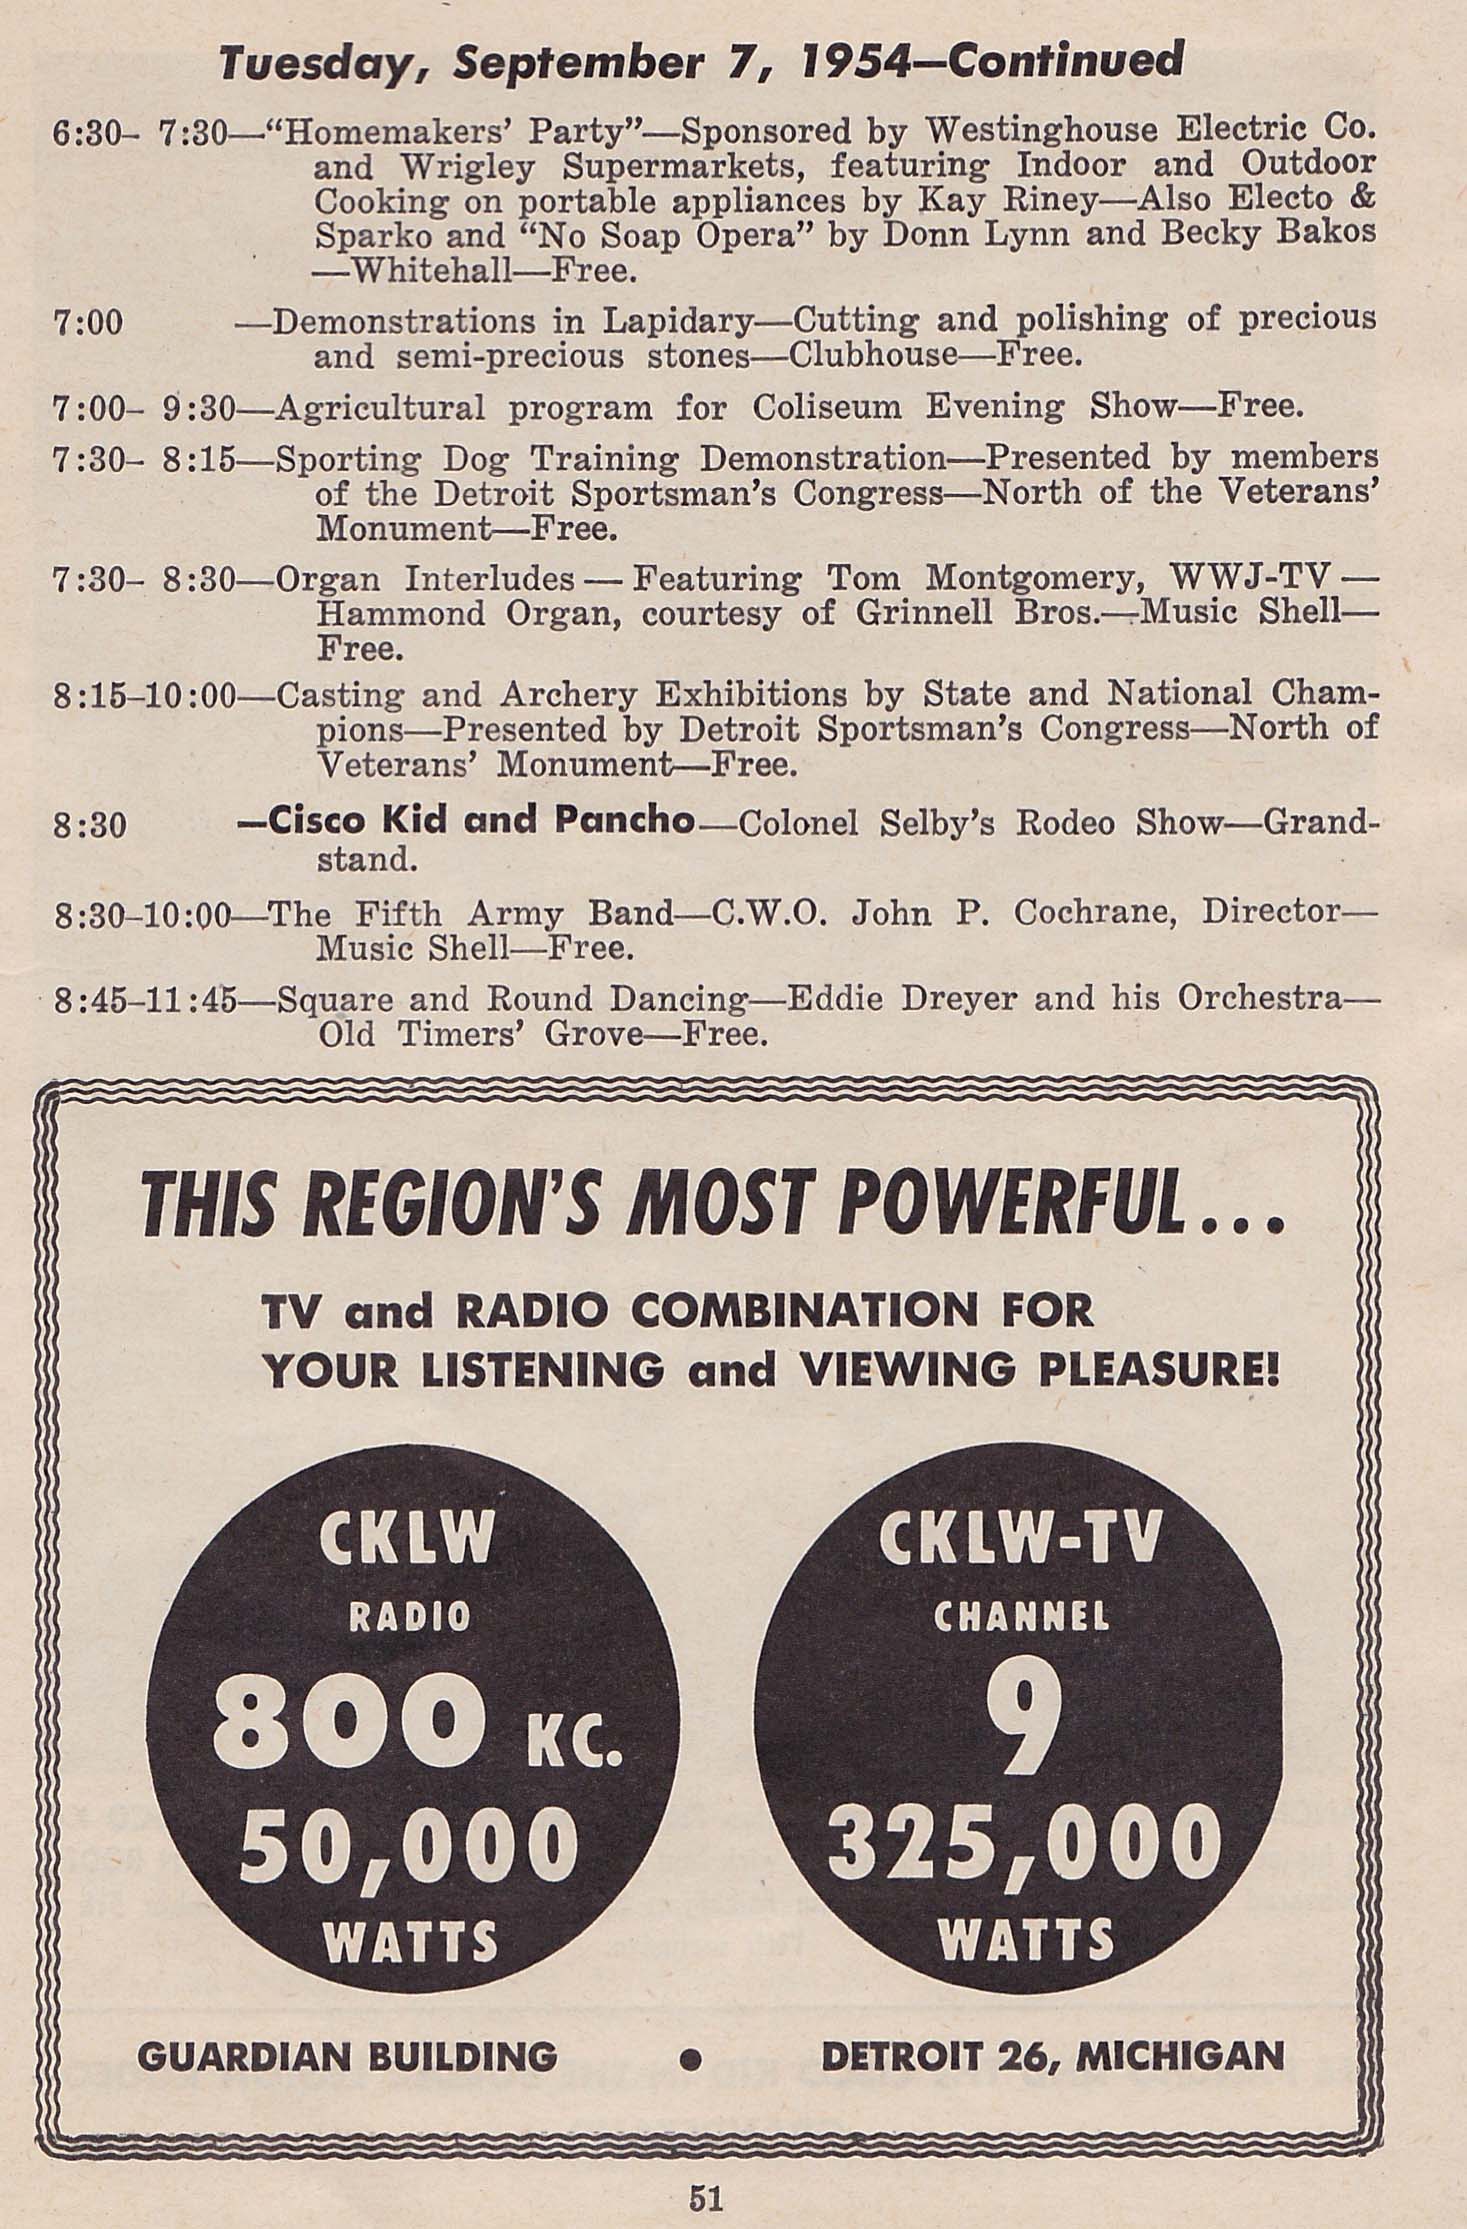 Tuesday, September 7, 1954—Continued
6:30– 7:30—“Homemakers’ Party”—Sponsored by Westinghouse Electric Co.
and Wrigley Supermarkets, featuring Indoor and Outdoor
Cooking on portable appliances by Kay Riney—Also Electo &
Sparko and “No Soap Opera” by Donn Lynn and Becky Bakos
—Whitehall—Free.
7:00 —Demonstrations in Lapidary—Cutting and polishing of precious
and semi-precious stones—Clubhouse—Free.
7:00– 9:30—Agricultural program for Coliseum Evening Show—Free.
7:30– 8:15—Sporting Dog Training Demonstration—Presented by members
of the Detroit Sportsman’s Congress—North of the Veterans’
Monument—Free.
7:30– 8:30—Organ Interludes — Featuring Tom Montgomery, WWJ-TV —
Hammond Organ, courtesy of Grinnell Bros.—Music Shell—
Free.
8:15–10:00—Casting and Archery Exhibitions by State and National Cham-
pions—Presented by Detroit Sportsman’s Congress—North of
Veterans’ Monument—Free.
8:30 —Cisco Kid and Pancho—Colonel Selby’s Rodeo Show—Grand-
stand.
8:30–10:00—The Fifth Army Band—C.W.O. John P. Cochrane, Director—
Music Shell—Free.
8:45–11:45—Square and Round Dancing—Eddie Dreyer and his Orchestra—
Old Timers’ Grove—Free.
THIS REGION’S MOST POWERFUL...
TV and RADIO COMBINATION FOR
YOUR LISTENING and VIEWING PLEASURE!
CKLW
RADIO
800 KC.
50,000
WATTS
CKLW-TV
CHANNEL
9
325,000
WATTS
GUARDIAN BUILDING • DETROIT 26, MICHIGAN
51